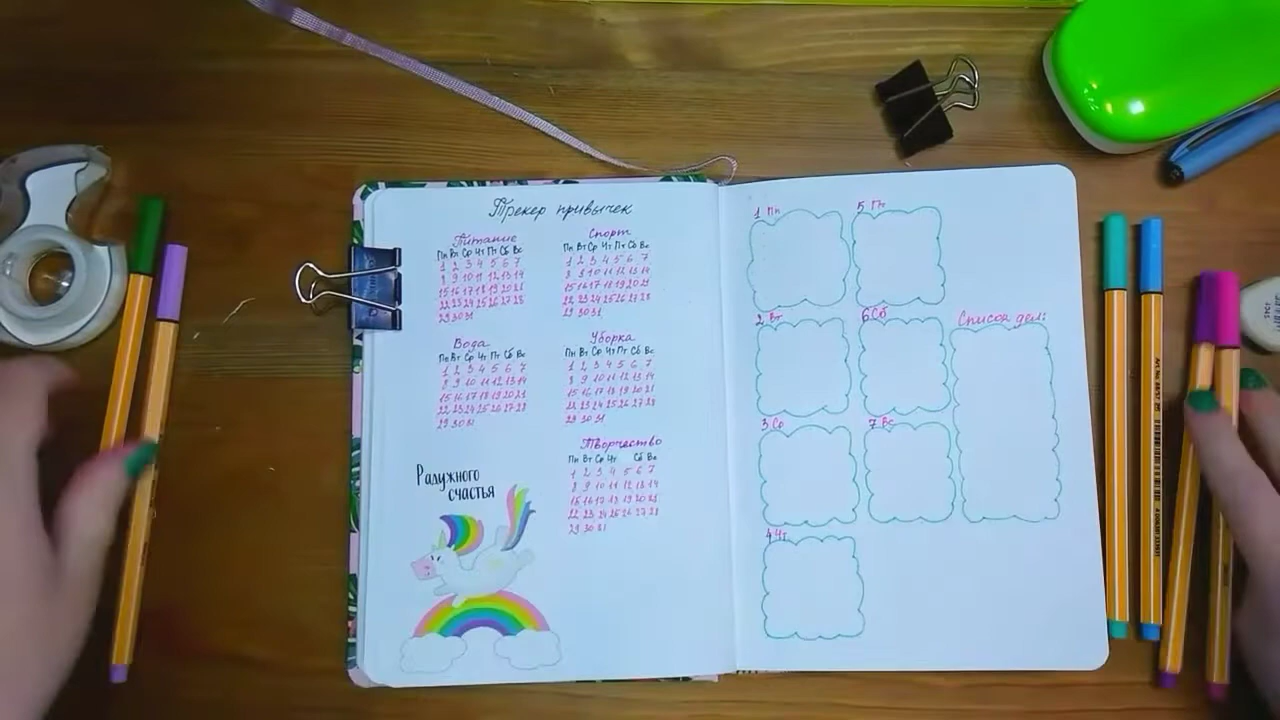 Трекер привычек
Питание
Пн Вт Ср Чт Пт Сб Вс
1 2 3 4 5 6 7
8 9 10 11 12 13 14
15 16 17 18 19 20 21
22 23 24 25 26 27 28
29 30 31
Спорт
Пн Вт Ср Чт Пт Сб Вс
1 2 3 4 5 6 7
8 9 10 11 12 13 14
15 16 17 18 19 20 21
22 23 24 25 26 27 28
29 30 31
Вода
Пн Вт Ср Чт Пт Сб Вс
1 2 3 4 5 6 7
8 9 10 11 12 13 14
15 16 17 18 19 20 21
22 23 24 25 26 27 28
29 30 31
Уборка
Пн Вт Ср Чт Пт Сб Вс
1 2 3 4 5 6 7
8 9 10 11 12 13 14
15 16 17 18 19 20 21
22 23 24 25 26 27 28
29 30 31
Творчество
Пн Вт Ср Чт Сб Вс
1 2 3 4 5 6 7
8 9 10 11 12 13 14
15 16 17 18 19 20 21
22 23 24 25 26 27 28
29 30 31
Радужного
счастья
1 Пн
5 Пт
2 Вт
6 Сб
Список дел:
3 Ср
7 Вс
4 Чт